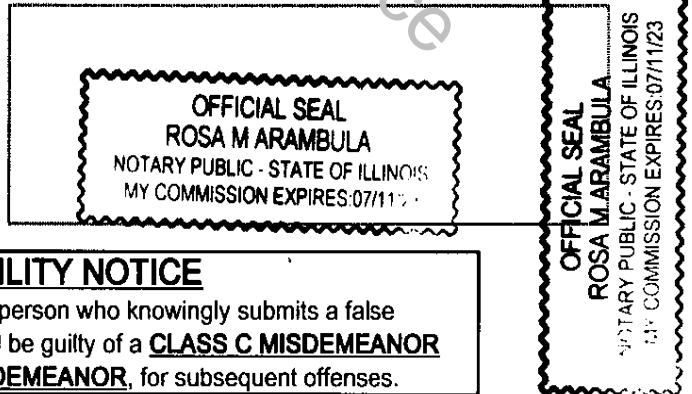 ce
OFFICIAL SEAL
ROSA M ARAMBULA
NOTARY PUBLIC - STATE OF ILLINOIS
MY COMMISSION EXPIRES:07/11
ILITY NOTICE
person who knowingly submits a false
be guilty of a CLASS C MISDEMEANOR
DEMEANOR, for subsequent offenses.
OFFICIAL SEAL
ROSA M ARAMBULA
NOTARY PUBLIC - STATE OF ILLINOIS
MY COMMISSION EXPIRES:07/11/23